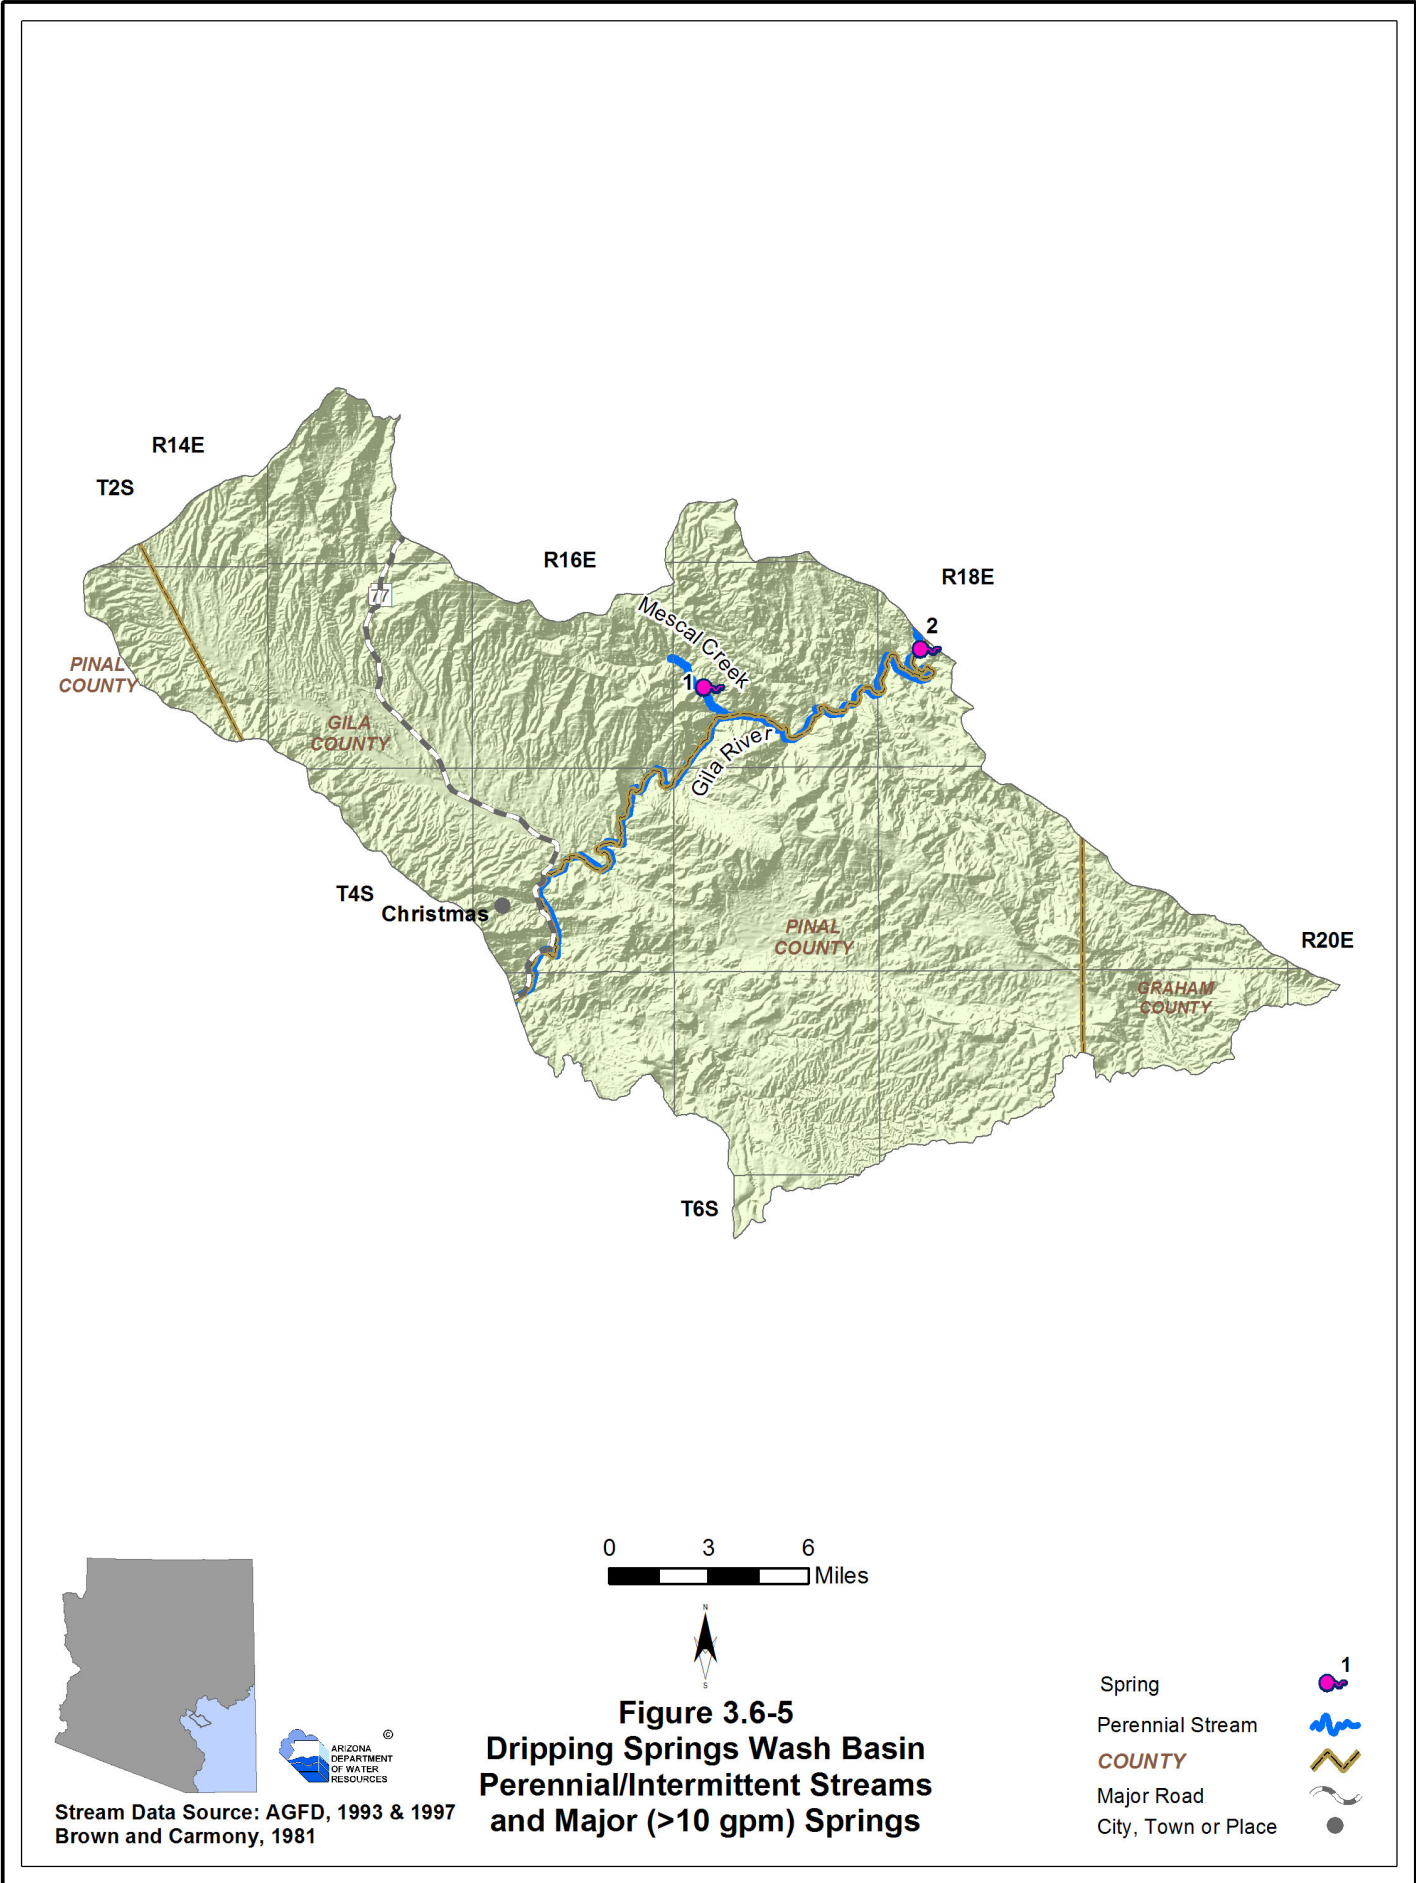 R14E
T2S
R16E
R18E
77
Mescal Creek
2
PINAL
COUNTY
1
GILA
COUNTY
Gila River
T4S
Christmas
PINAL
COUNTY
R20E
GRAHAM
COUNTY
T6S
0 3 6
Miles
N
S
Figure 3.6-5
Dripping Springs Wash Basin
Perennial/Intermittent Streams
and Major (>10 gpm) Springs
©
ARIZONA
DEPARTMENT
OF WATER
RESOURCES
Stream Data Source: AGFD, 1993 & 1997
Brown and Carmony, 1981
Spring 1
Perennial Stream
COUNTY
Major Road
City, Town or Place